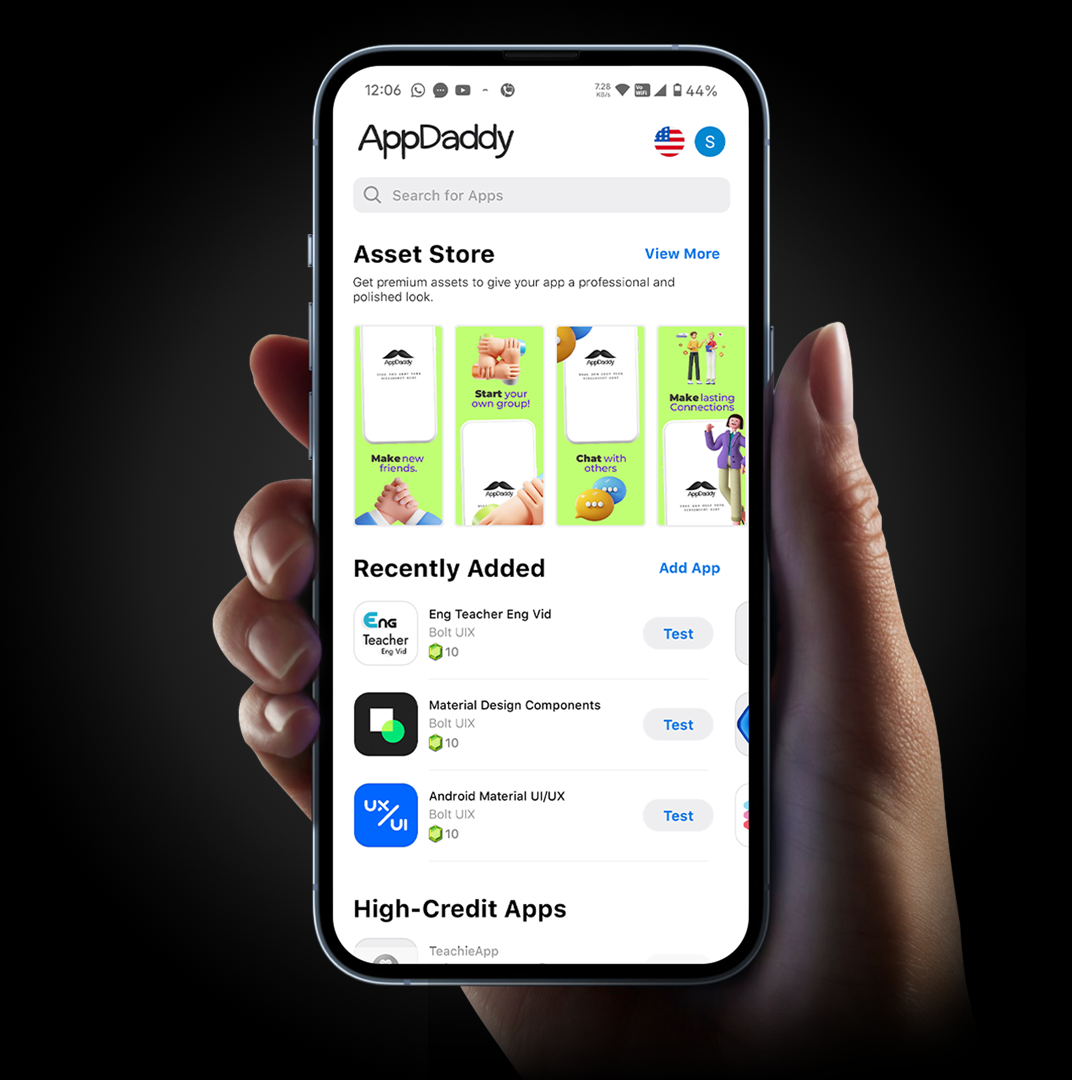 12:06
7.28
KB/s
Vo
WiFi
44%
AppDaddy
S
Search for Apps
Asset Store
View More
Get premium assets to give your app a professional and
polished look.
AppDaddy
Make new
friends.
Start your
own group!
AppDaddy
AppDaddy
Chat with
others
Make lasting
Connections
AppDaddy
Recently Added
Add App
Eng
Teacher
Eng Vid
Eng Teacher Eng Vid
Bolt UIX
10
Test
Material Design Components
Bolt UIX
10
Test
UX/UI
Android Material UI/UX
Bolt UIX
10
Test
High-Credit Apps
TeachieApp